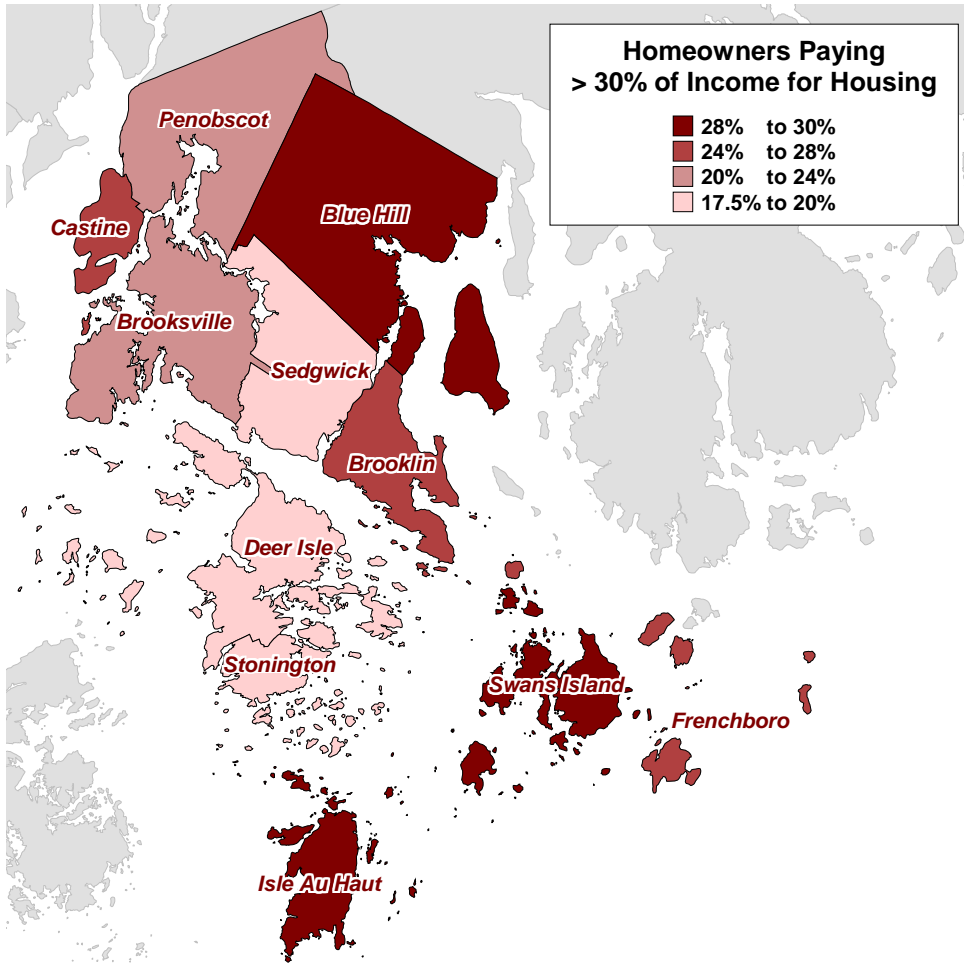 Homeowners Paying
> 30% of Income for Housing
28% to 30%
24% to 28%
20% to 24%
17.5% to 20%
Penobscot
Castine
Blue Hill
Brooksville
Sedgwick
Brooklin
Deer Isle
Stonington
Swans Island
Frenchboro
Isle Au Haut